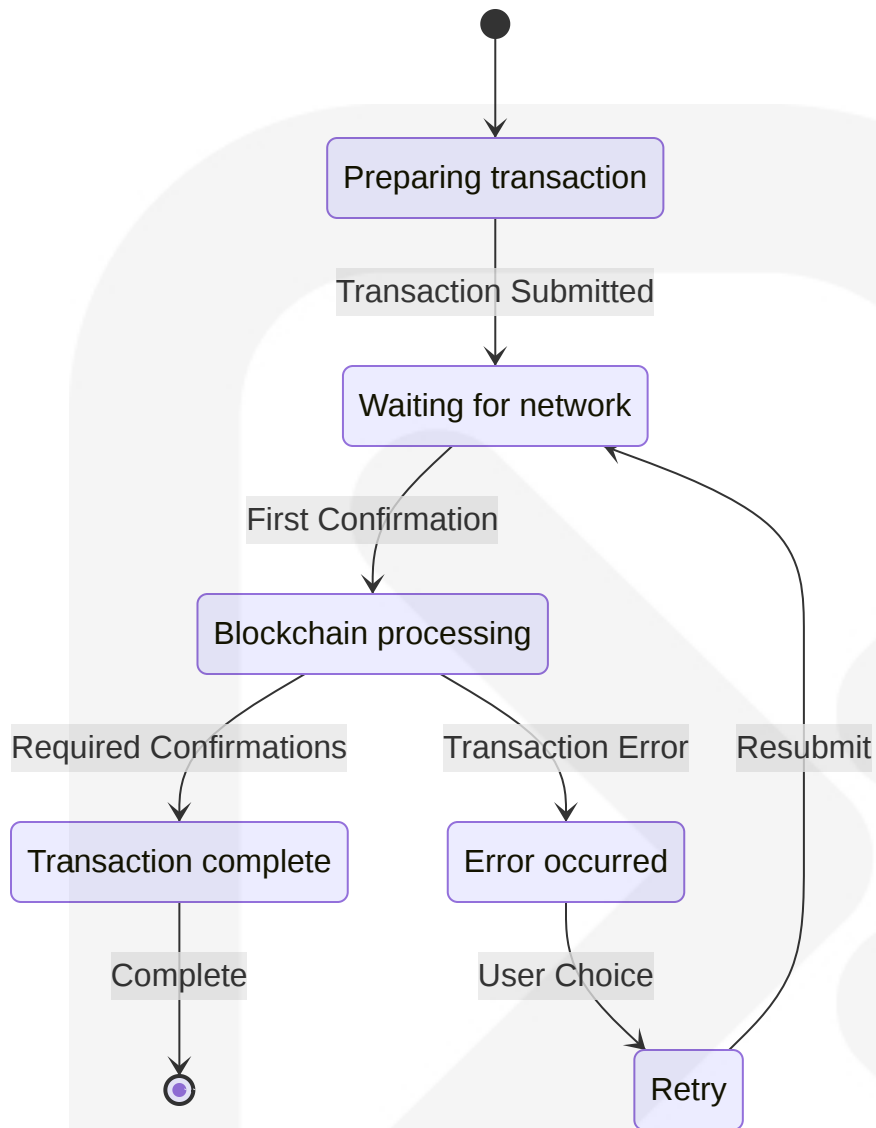 Preparing transaction
Transaction Submitted
Waiting for network
First Confirmation
Blockchain processing
Required Confirmations
Transaction Error
Resubmit
Transaction complete
Error occurred
Complete
User Choice
Retry